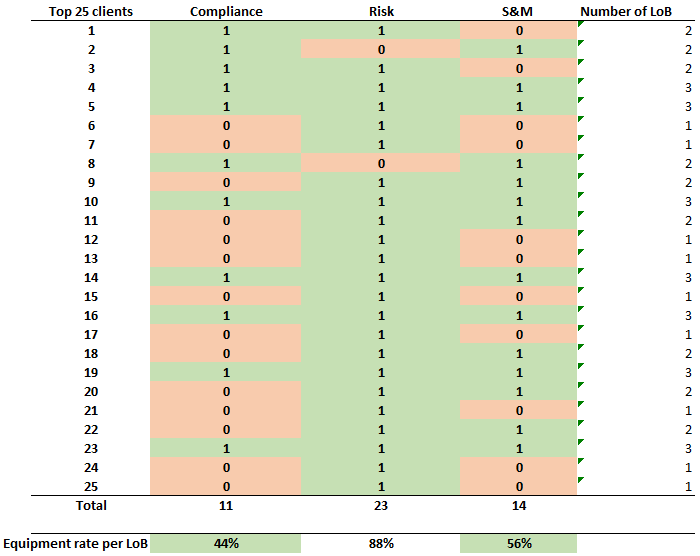 Top 25 clients Compliance Risk S&M Number of LoB
1 1 1 0 2
2 1 0 1 2
3 1 1 0 2
4 1 1 1 3
5 1 1 1 3
6 0 1 0 1
7 0 1 0 1
8 1 0 1 2
9 0 1 1 2
10 1 1 1 3
11 0 1 1 2
12 0 1 0 1
13 0 1 0 1
14 1 1 1 3
15 0 1 0 1
16 1 1 1 3
17 0 1 0 1
18 0 1 1 2
19 1 1 1 3
20 0 1 1 2
21 0 1 0 1
22 0 1 1 2
23 1 1 1 3
24 0 1 0 1
25 0 1 0 1
Total 11 23 14
Equipment rate per LoB 44% 88% 56%